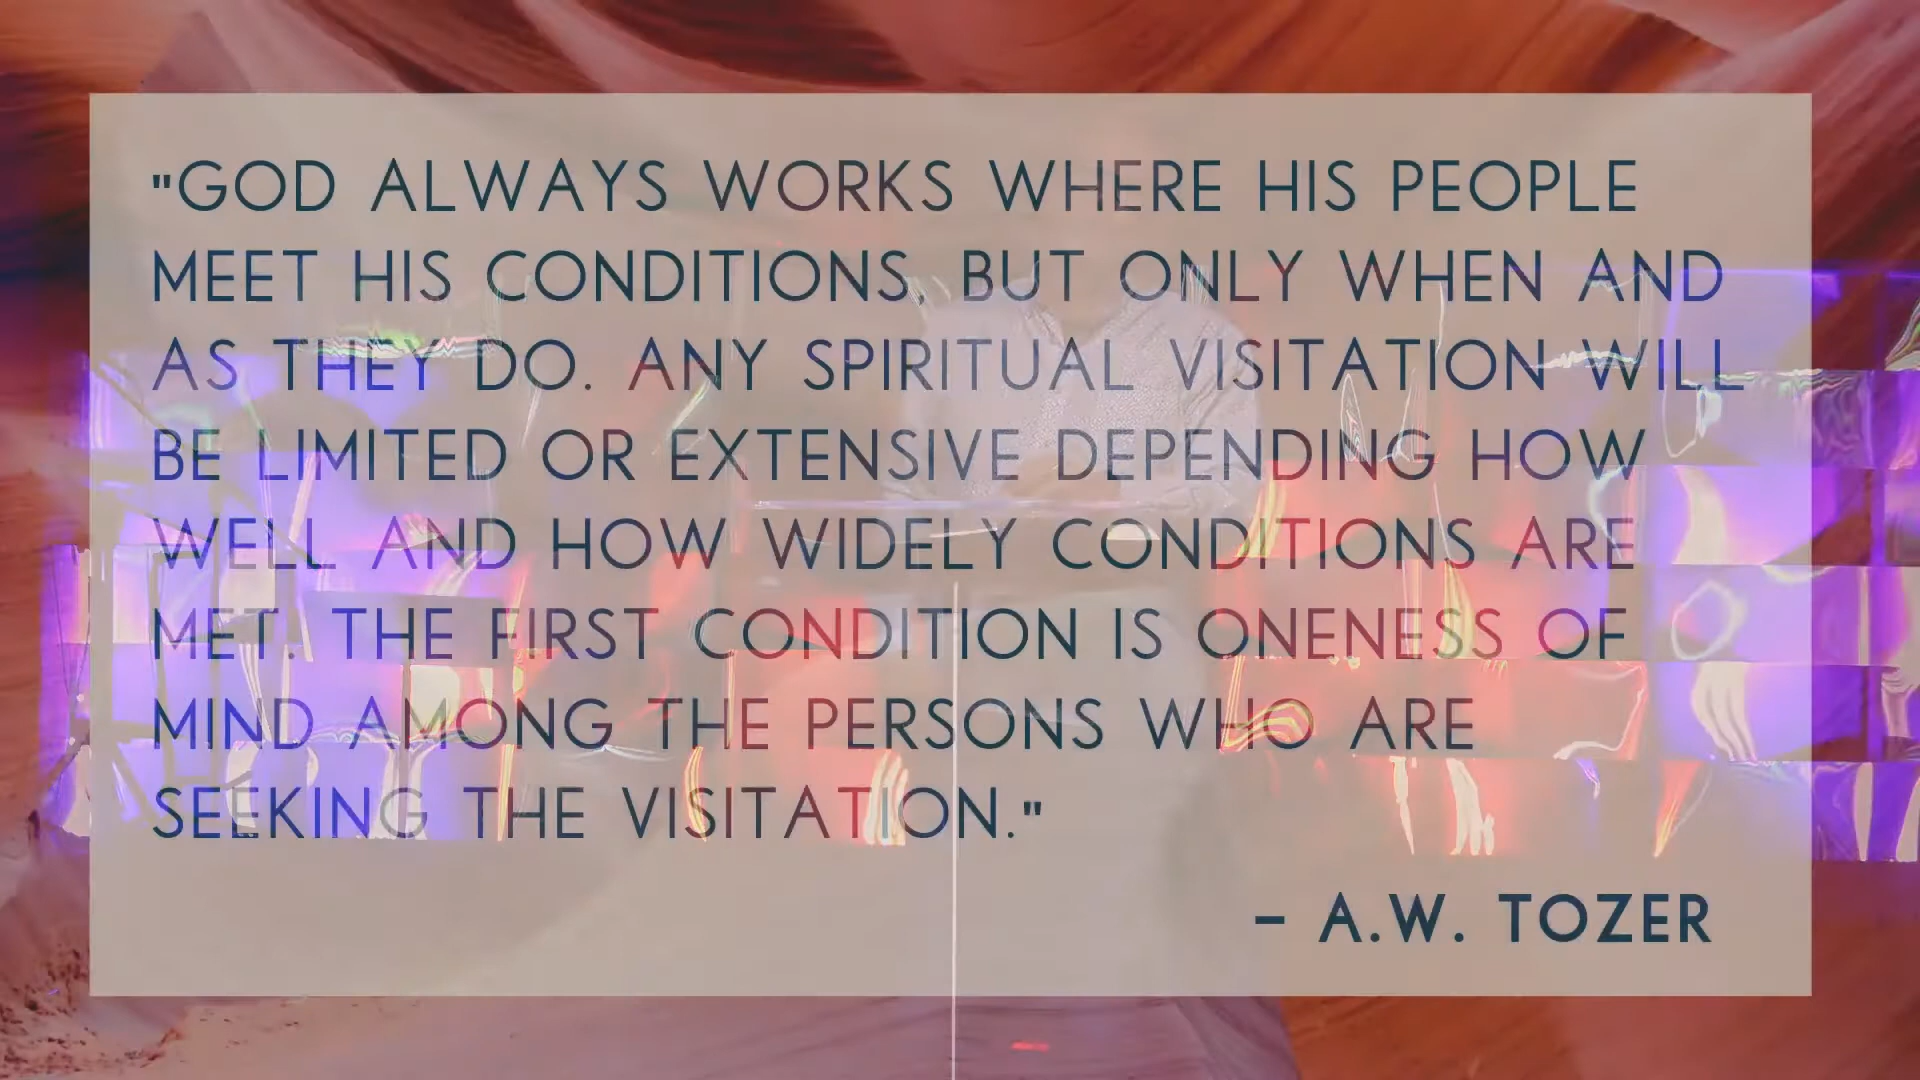 "GOD ALWAYS WORKS WHERE HIS PEOPLE
MEET HIS CONDITIONS, BUT ONLY WHEN AND
AS THEY DO. ANY SPIRITUAL VISITATION WILL
BE LIMITED OR EXTENSIVE DEPENDING HOW
WELL AND HOW WIDELY CONDITIONS ARE
MET. THE FIRST CONDITION IS ONENESS OF
MIND AMONG THE PERSONS WHO ARE
SEEKING THE VISITATION."
– A.W. TOZER